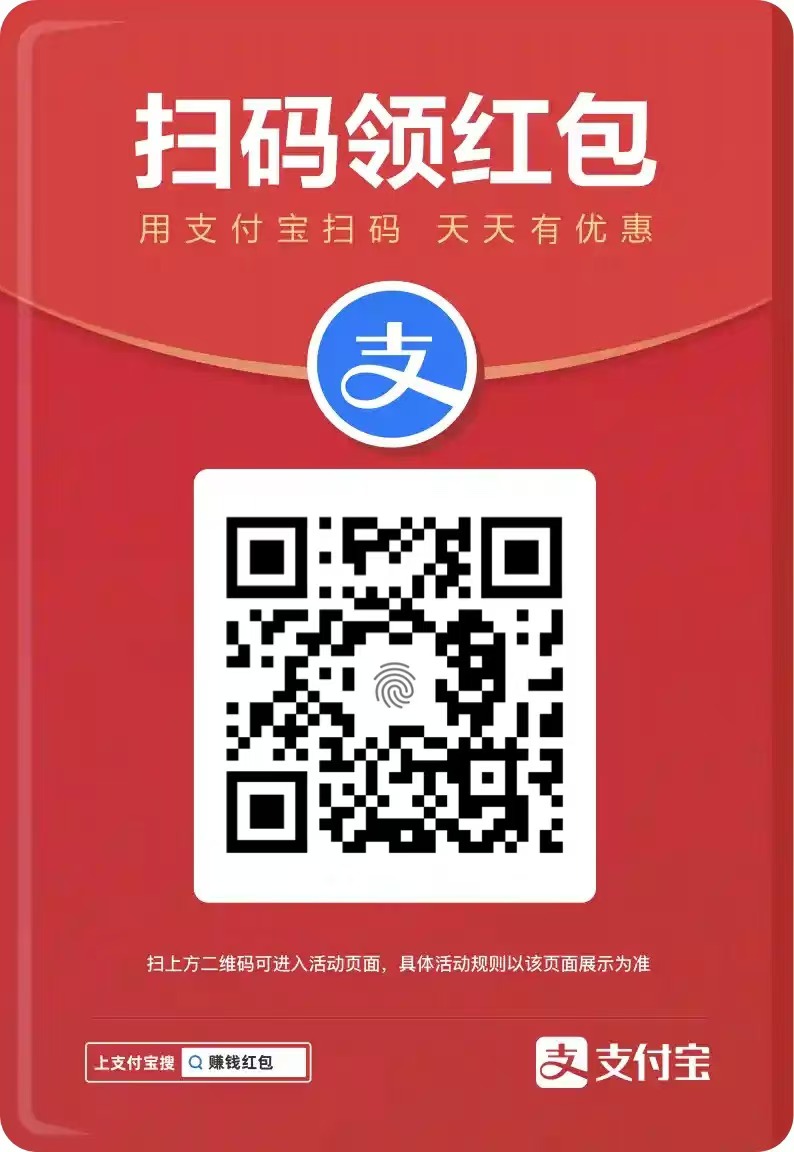 扫码领红包
用支付宝扫码 天天有优惠
支
扫上方二维码可进入活动页面，具体活动规则以该页面展示为准
上支付宝搜 赚钱红包
支 支付宝